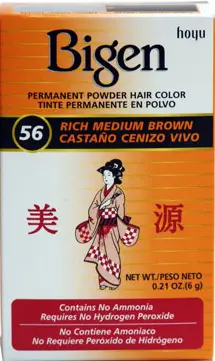 hoyu
Bigen
PERMANENT POWDER HAIR COLOR
TINTE PERMANENTE EN POLVO
56
RICH MEDIUM BROWN
CASTAÑO CENIZO VIVO
美 源
NET WT./PESO NETO
0.21 OZ.(6 g)
Contains No Ammonia
Requires No Hydrogen Peroxide
No Contiene Amoniaco
No Requiere Peróxido de Hidrógeno